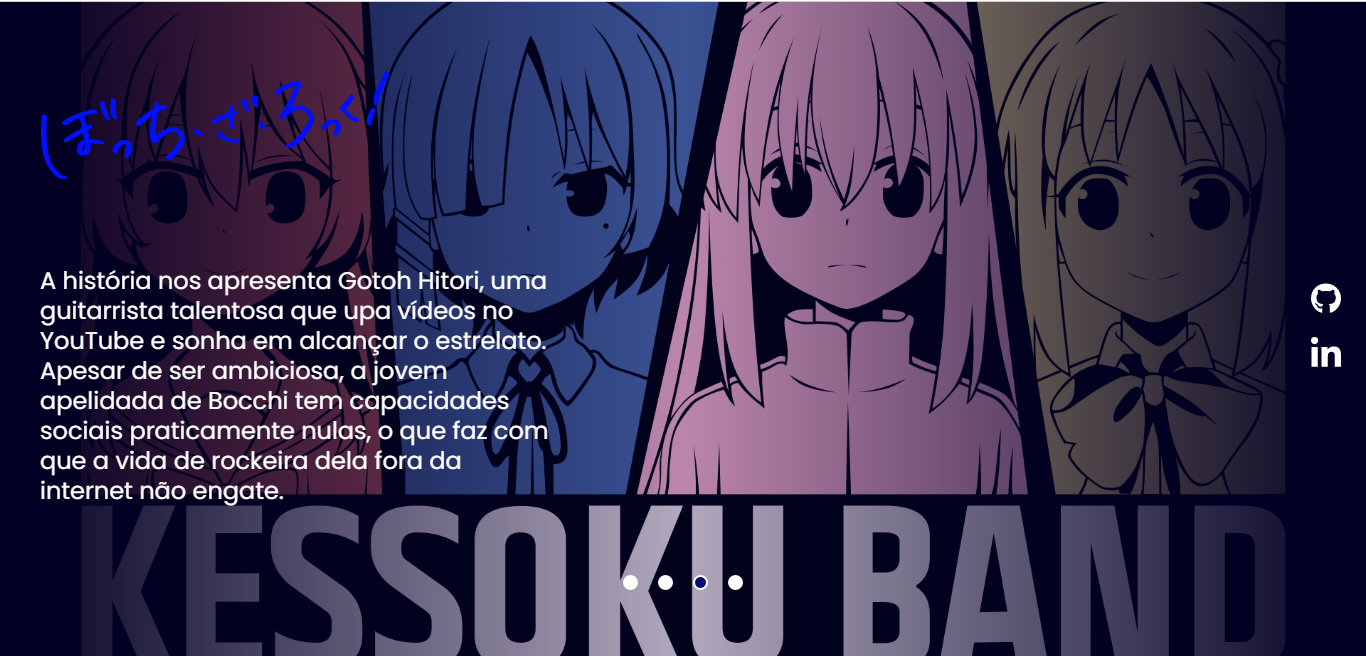 ぼっち・ざ・ろっく!
A história nos apresenta Gotoh Hitori, uma
guitarrista talentosa que upa vídeos no
YouTube e sonha em alcançar o estrelato.
Apesar de ser ambiciosa, a jovem
apelidada de Bocchi tem capacidades
sociais praticamente nulas, o que faz com
que a vida de rockeira dela fora da
internet não engate.
in
KESSOKU BAND